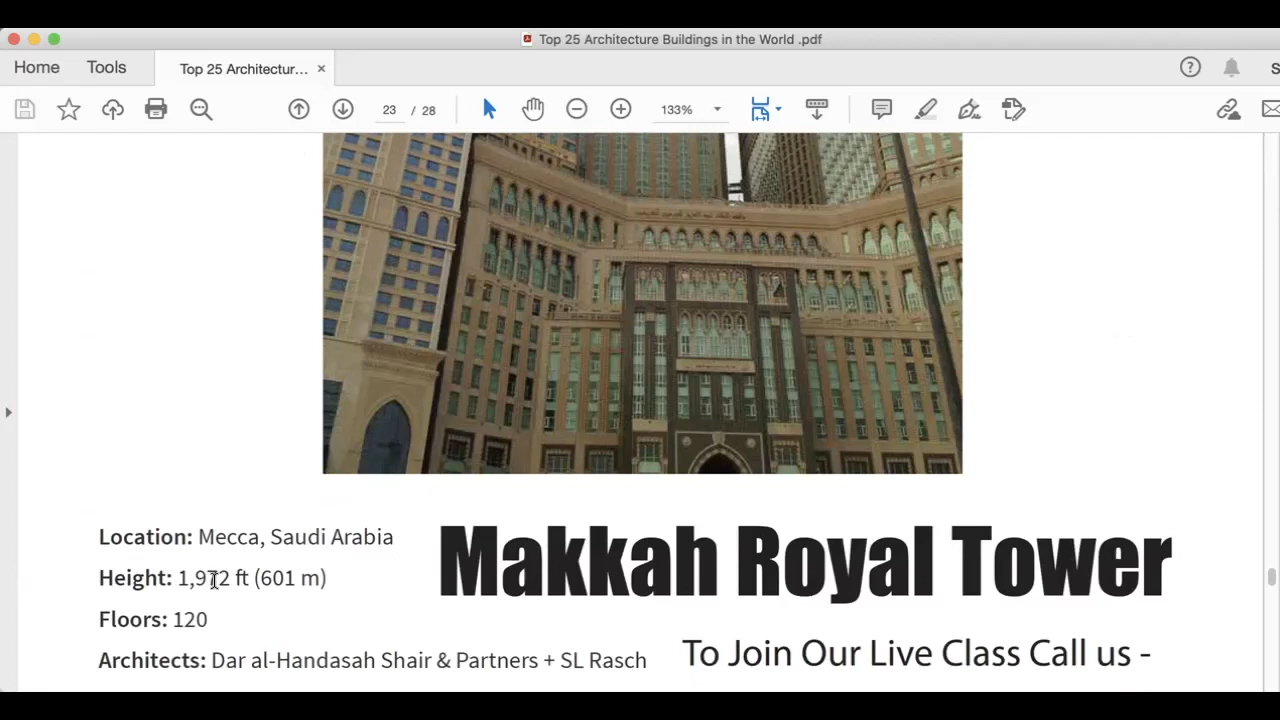 Top 25 Architecture Buildings in the World .pdf
Home
Tools
Top 25 Architectur...
23 / 28
133%
Location: Mecca, Saudi Arabia
Height: 1,972 ft (601 m)
Floors: 120
Architects: Dar al-Handasah Shair & Partners + SL Rasch
Makkah Royal Tower
To Join Our Live Class Call us -